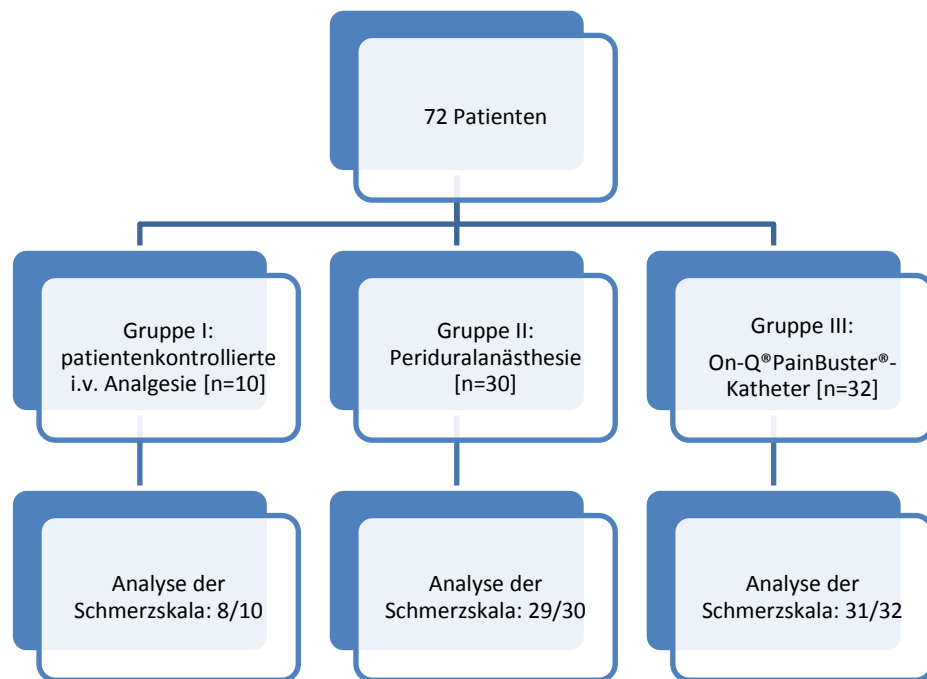 72 Patienten
Gruppe I:
patientenkontrollierte
i.v. Analgesie [n=10]
Gruppe II:
Periduralanästhesie
[n=30]
Gruppe III:
On-Q®PainBuster®-
Katheter [n=32]
Analyse der
Schmerzskala: 8/10
Analyse der
Schmerzskala: 29/30
Analyse der
Schmerzskala: 31/32